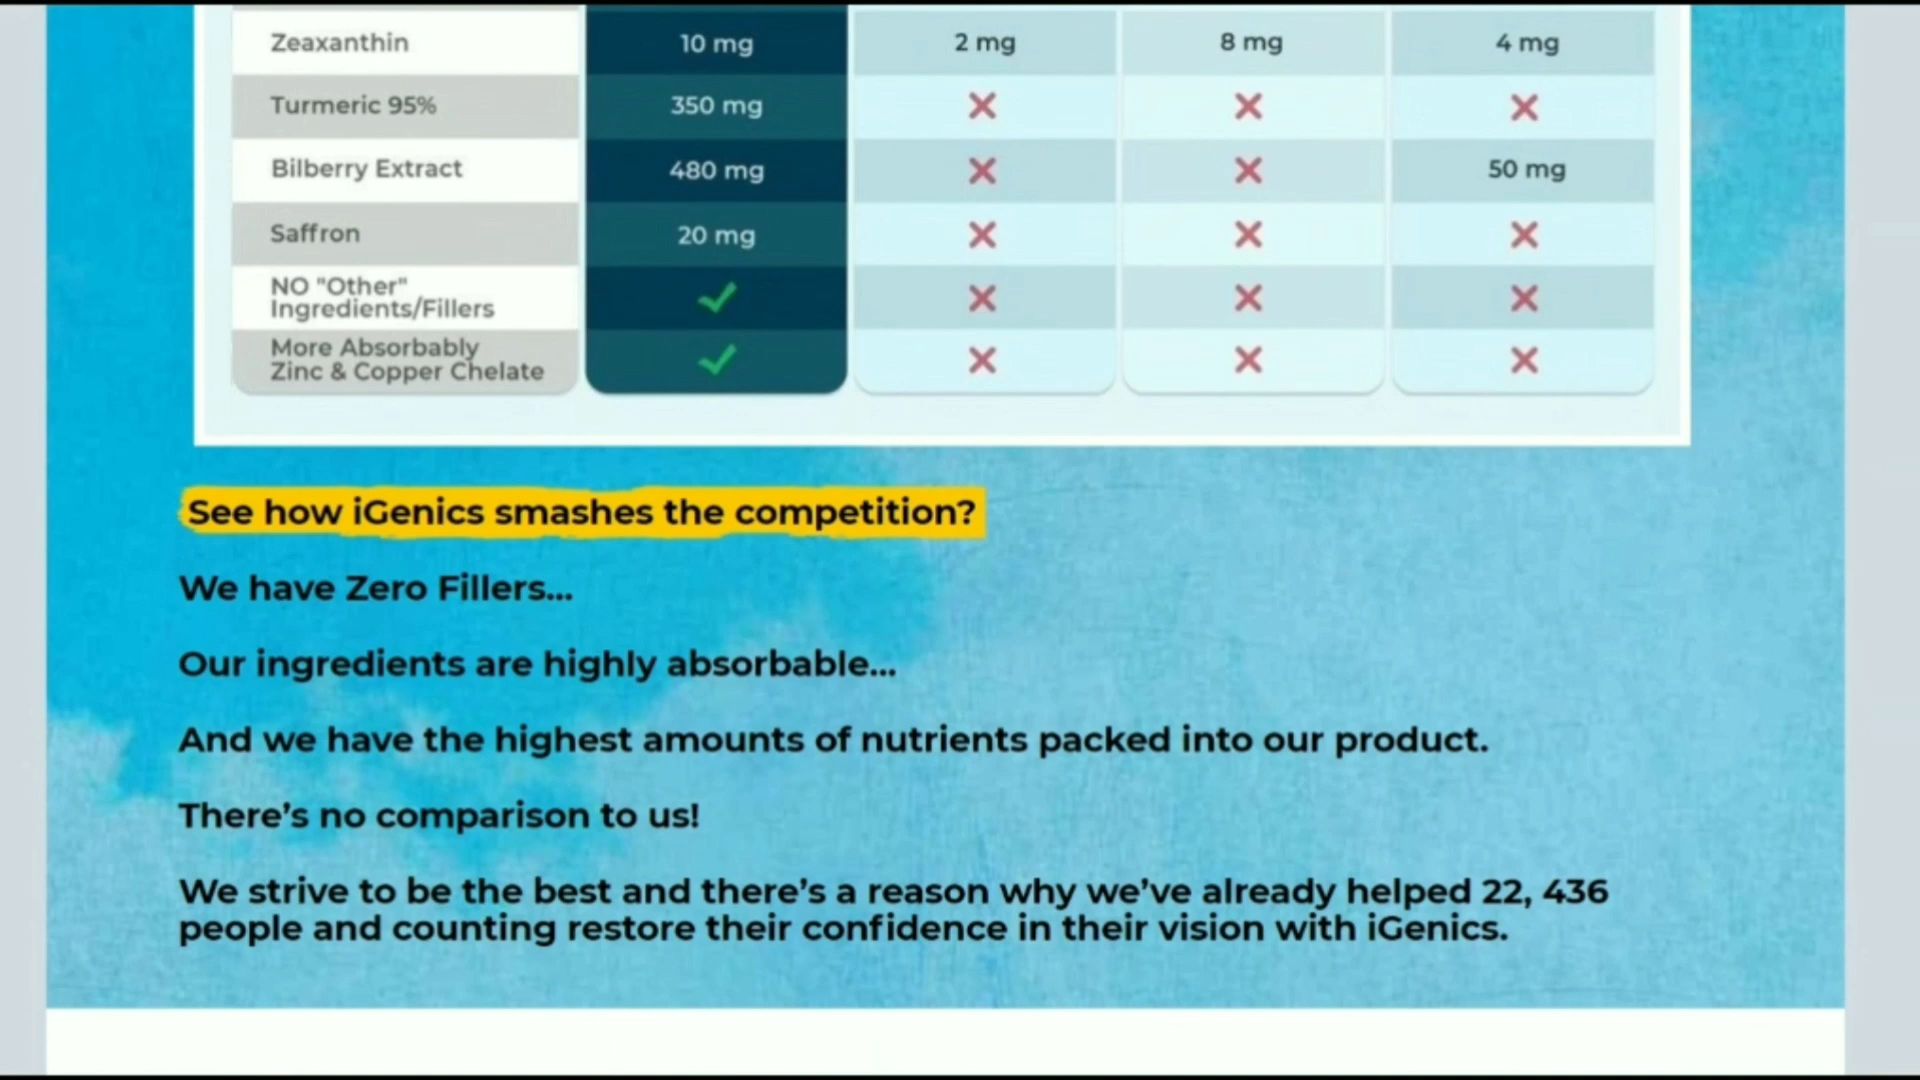 Zeaxanthin 10 mg 2 mg 8 mg 4 mg
Turmeric 95% 350 mg
Bilberry Extract 480 mg 50 mg
Saffron 20 mg
NO "Other"
Ingredients/Fillers
More Absorbably
Zinc & Copper Chelate
See how iGenics smashes the competition?
We have Zero Fillers...
Our ingredients are highly absorbable...
And we have the highest amounts of nutrients packed into our product.
There's no comparison to us!
We strive to be the best and there's a reason why we've already helped 22, 436
people and counting restore their confidence in their vision with iGenics.